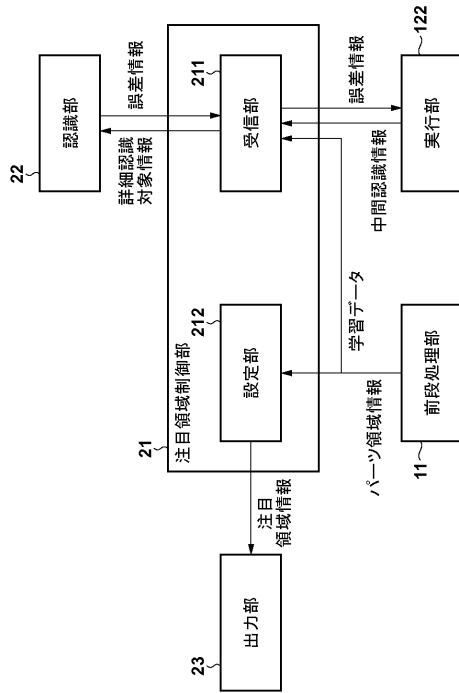 22
認識部
詳細認識
対象情報
誤差情報
21
注目領域制御部
211
受信部
212
設定部
23
出力部
注目
領域情報
パーツ領域情報
学習データ
中間認識情報
誤差情報
11
前段処理部
122
実行部